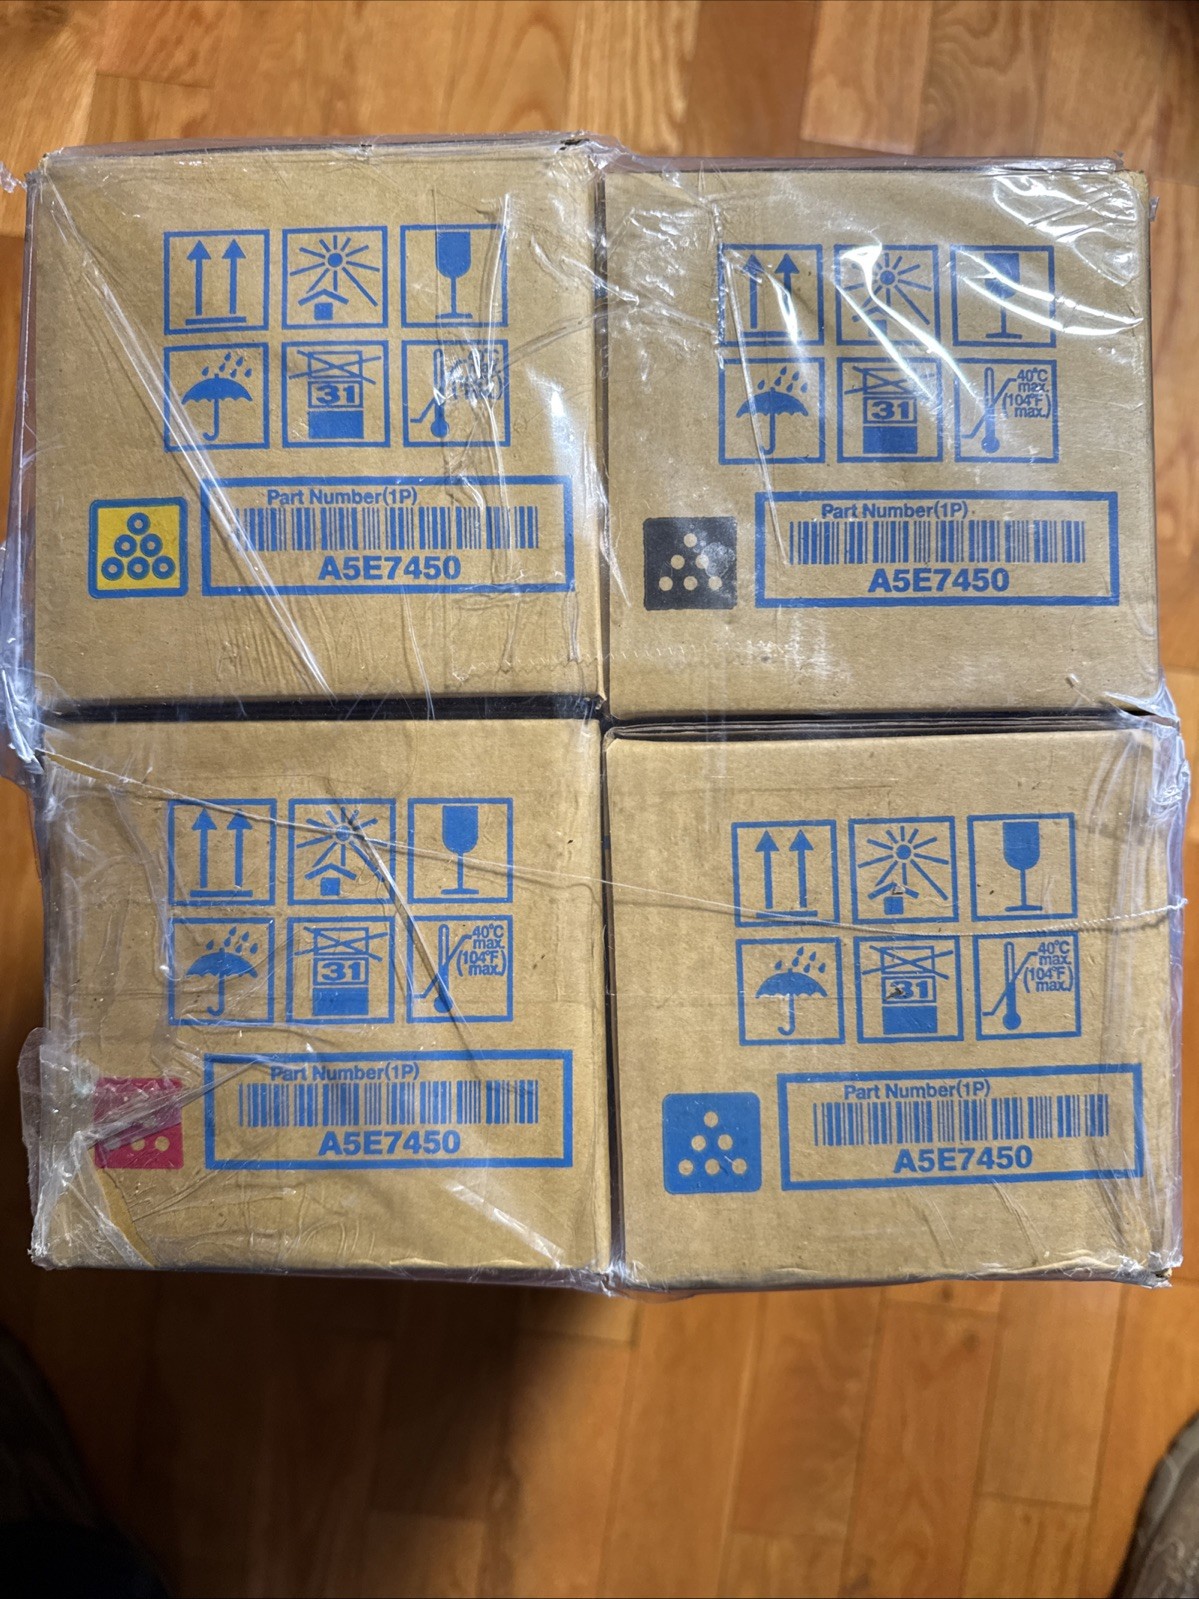 31
Part Number(1P)
A5E7450
31
40°C
max.
(104°F
max.)
Part Number(1P)
A5E7450
31
40°C
max.
(104°F
max.)
Part Number(1P)
A5E7450
31
40°C
max.
(104°F
max.)
Part Number(1P)
A5E7450